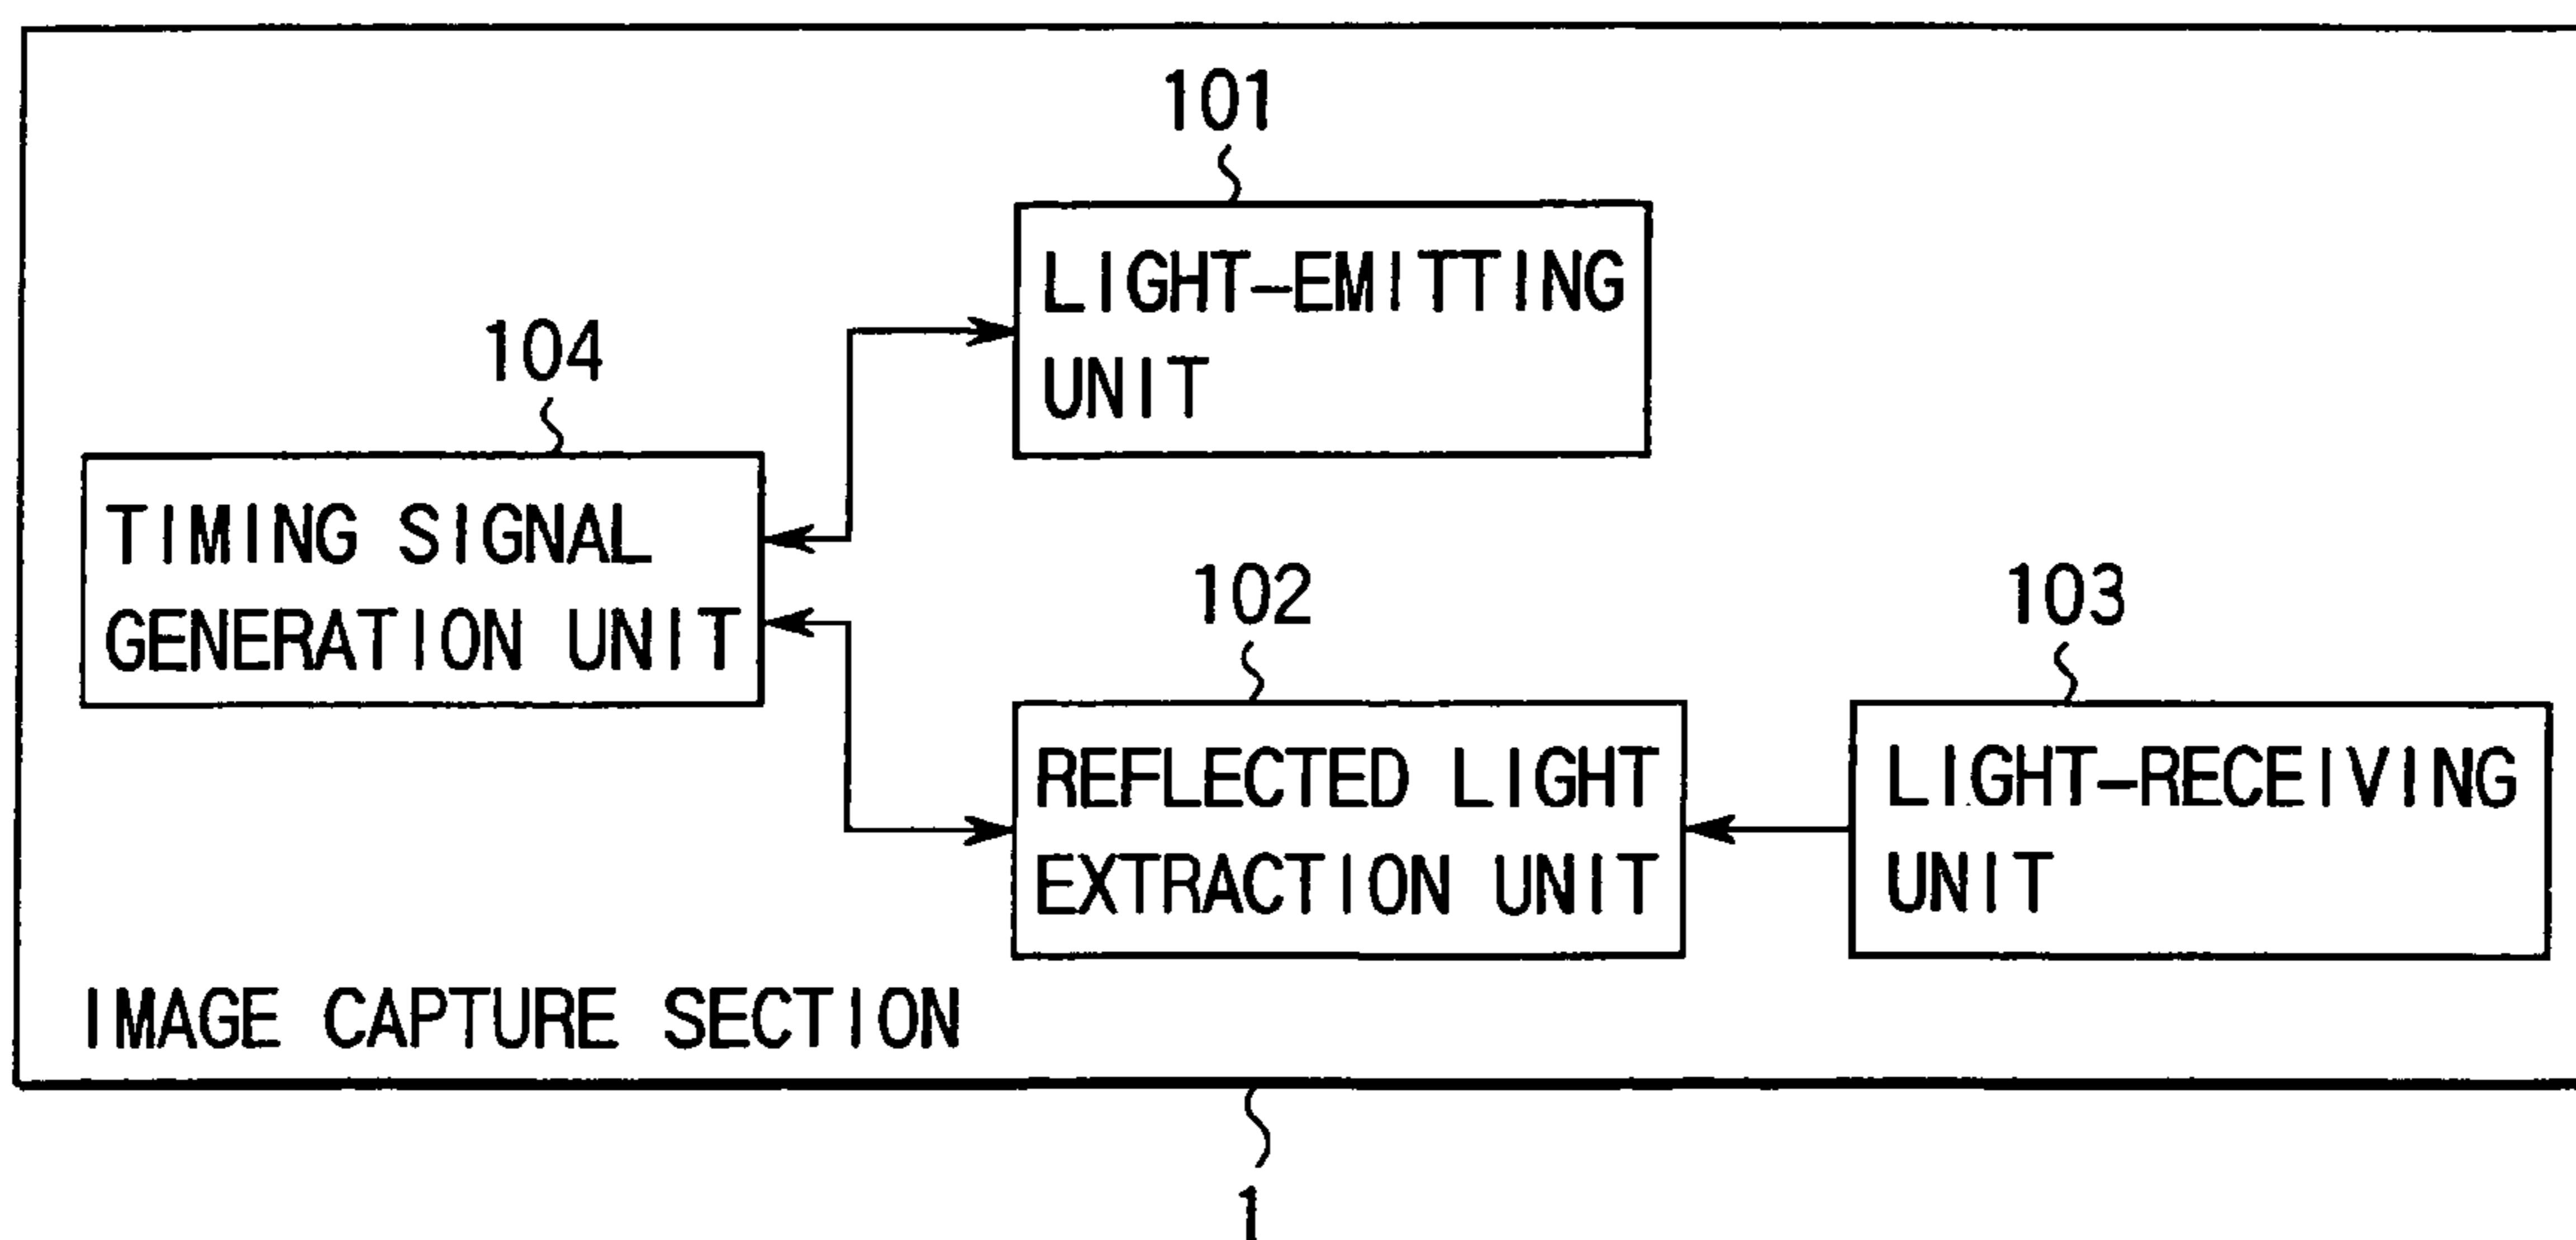 101
LIGHT-EMITTING
UNIT
104
TIMING SIGNAL
GENERATION UNIT
102
REFLECTED LIGHT
EXTRACTION UNIT
103
LIGHT-RECEIVING
UNIT
IMAGE CAPTURE SECTION
1